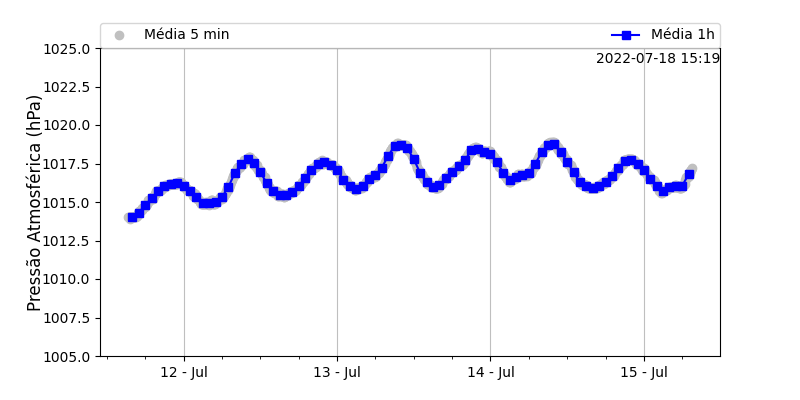 Média 5 min
Média 1h
2022-07-18 15:19
Pressão Atmosférica (hPa)
1025.0
1022.5
1020.0
1017.5
1015.0
1012.5
1010.0
1007.5
1005.0
12 - Jul
13 - Jul
14 - Jul
15 - Jul